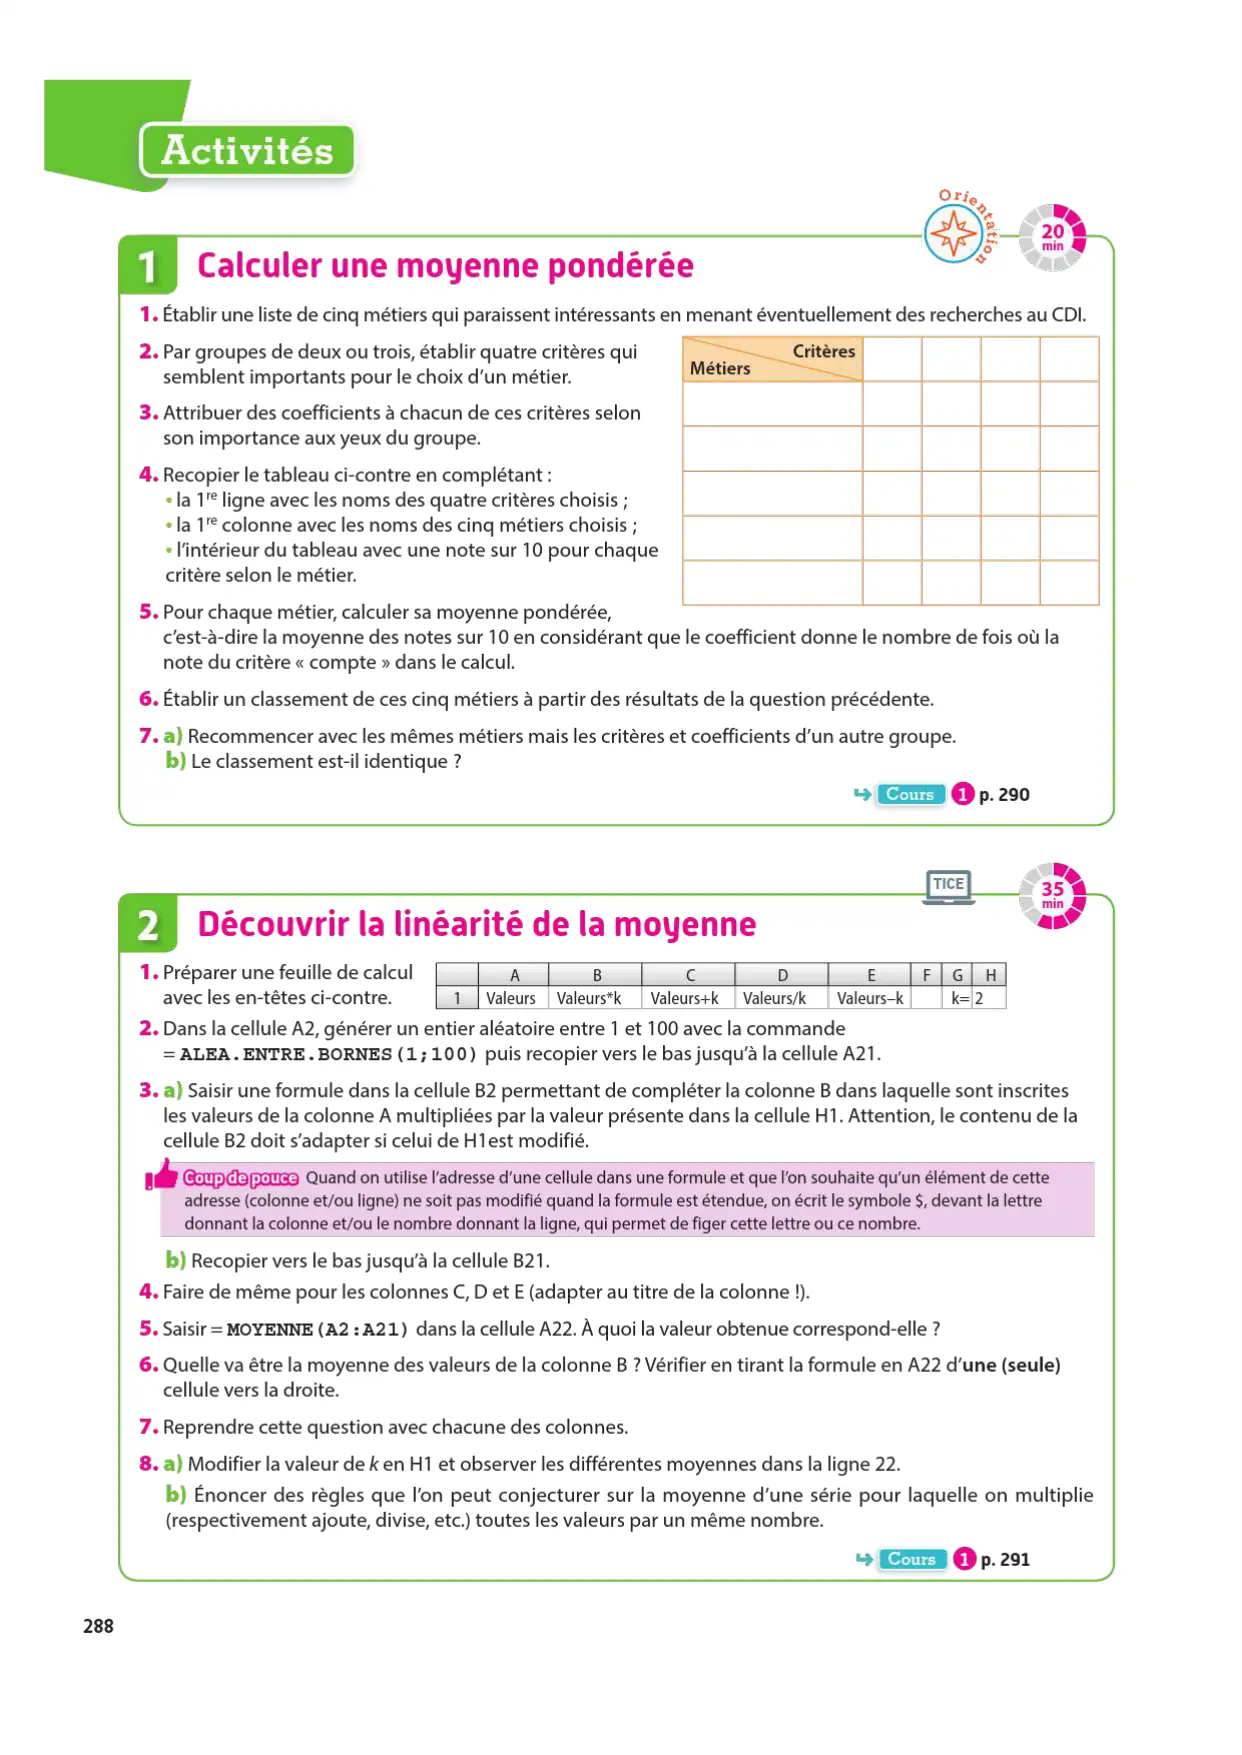 Activités
Orientation
20
min
1 Calculer une moyenne pondérée
1. Établir une liste de cinq métiers qui paraissent intéressants en menant éventuellement des recherches au CDI.
2. Par groupes de deux ou trois, établir quatre critères qui
semblent importants pour le choix d’un métier.
3. Attribuer des coefficients à chacun de ces critères selon
son importance aux yeux du groupe.
4. Recopier le tableau ci-contre en complétant :
• la 1re ligne avec les noms des quatre critères choisis ;
• la 1re colonne avec les noms des cinq métiers choisis ;
• l’intérieur du tableau avec une note sur 10 pour chaque
critère selon le métier.
Critères
Métiers
5. Pour chaque métier, calculer sa moyenne pondérée,
c’est-à-dire la moyenne des notes sur 10 en considérant que le coefficient donne le nombre de fois où la
note du critère « compte » dans le calcul.
6. Établir un classement de ces cinq métiers à partir des résultats de la question précédente.
7. a) Recommencer avec les mêmes métiers mais les critères et coefficients d’un autre groupe.
b) Le classement est-il identique ?
↪ Cours 1 p. 290
TICE
35
min
2 Découvrir la linéarité de la moyenne
1. Préparer une feuille de calcul
avec les en-têtes ci-contre.
A B C D E F G H
1 Valeurs Valeurs*k Valeurs+k Valeurs/k Valeurs–k k= 2
2. Dans la cellule A2, générer un entier aléatoire entre 1 et 100 avec la commande
= ALEA.ENTRE.BORNES(1;100) puis recopier vers le bas jusqu’à la cellule A21.
3. a) Saisir une formule dans la cellule B2 permettant de compléter la colonne B dans laquelle sont inscrites
les valeurs de la colonne A multipliées par la valeur présente dans la cellule H1. Attention, le contenu de la
cellule B2 doit s’adapter si celui de H1est modifié.
Coup de pouce Quand on utilise l’adresse d’une cellule dans une formule et que l’on souhaite qu’un élément de cette
adresse (colonne et/ou ligne) ne soit pas modifié quand la formule est étendue, on écrit le symbole $, devant la lettre
donnant la colonne et/ou le nombre donnant la ligne, qui permet de figer cette lettre ou ce nombre.
b) Recopier vers le bas jusqu’à la cellule B21.
4. Faire de même pour les colonnes C, D et E (adapter au titre de la colonne !).
5. Saisir = MOYENNE(A2:A21) dans la cellule A22. À quoi la valeur obtenue correspond-elle ?
6. Quelle va être la moyenne des valeurs de la colonne B ? Vérifier en tirant la formule en A22 d’une (seule)
cellule vers la droite.
7. Reprendre cette question avec chacune des colonnes.
8. a) Modifier la valeur de k en H1 et observer les différentes moyennes dans la ligne 22.
b) Énoncer des règles que l’on peut conjecturer sur la moyenne d’une série pour laquelle on multiplie
(respectivement ajoute, divise, etc.) toutes les valeurs par un même nombre.
↪ Cours 1 p. 291
288